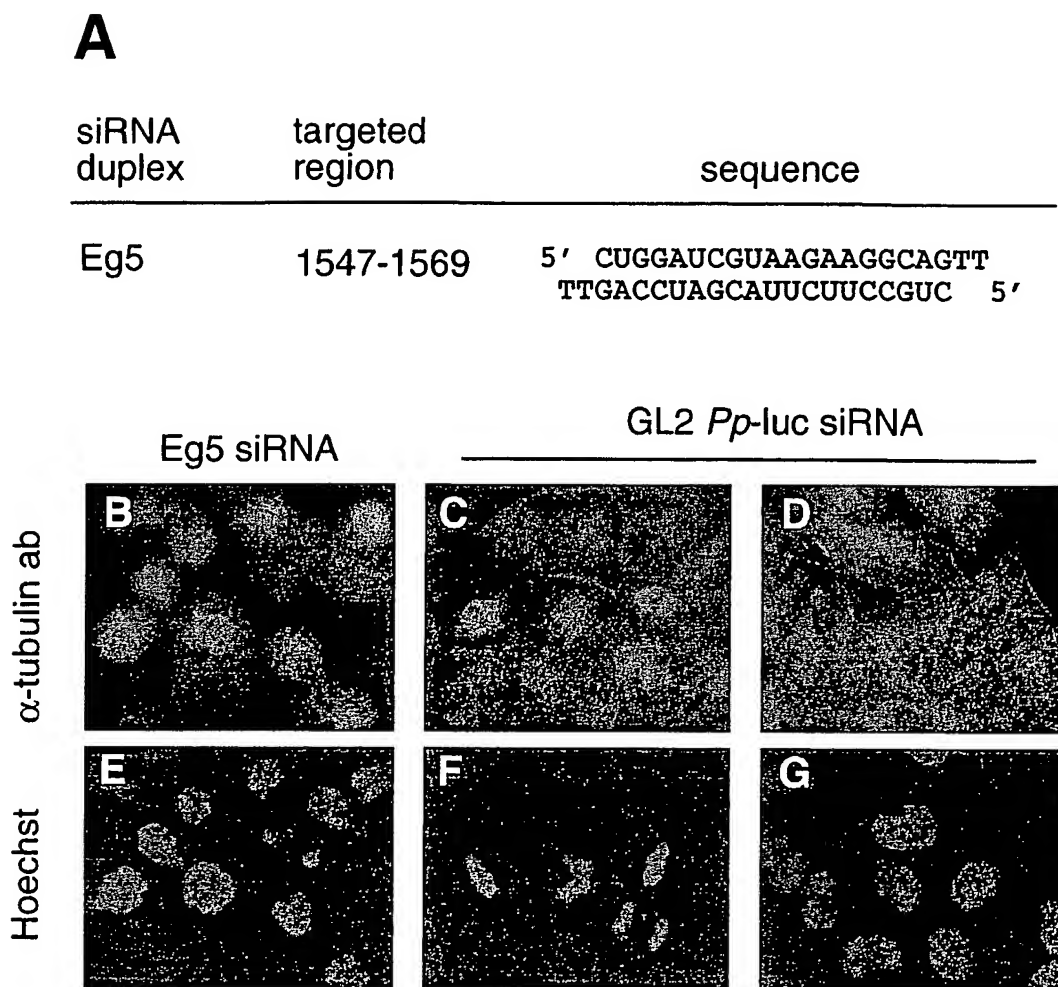 A
siRNA duplex
targeted region
sequence
Eg5
1547-1569
5' CUGGAUCGUAAGAAGGCAGTT
TTGACCUAGCAUUCUUCCGUC 5'
Eg5 siRNA
GL2 Pp-luc siRNA
α-tubulin ab
B
C
D
Hoechst
E
F
G